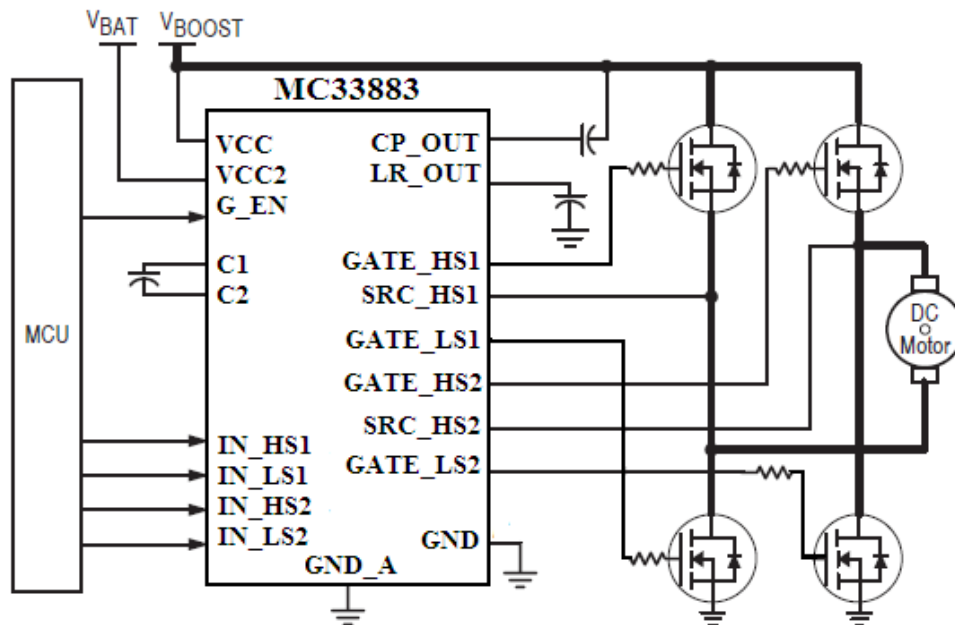 VBAT
VBOOST
MC33883
VCC
VCC2
G_EN
C1
C2
MCU
IN_HS1
IN_LS1
IN_HS2
IN_LS2
GND_A
CP_OUT
LR_OUT
GATE_HS1
SRC_HS1
GATE_LS1
GATE_HS2
SRC_HS2
GATE_LS2
GND
DC
Motor